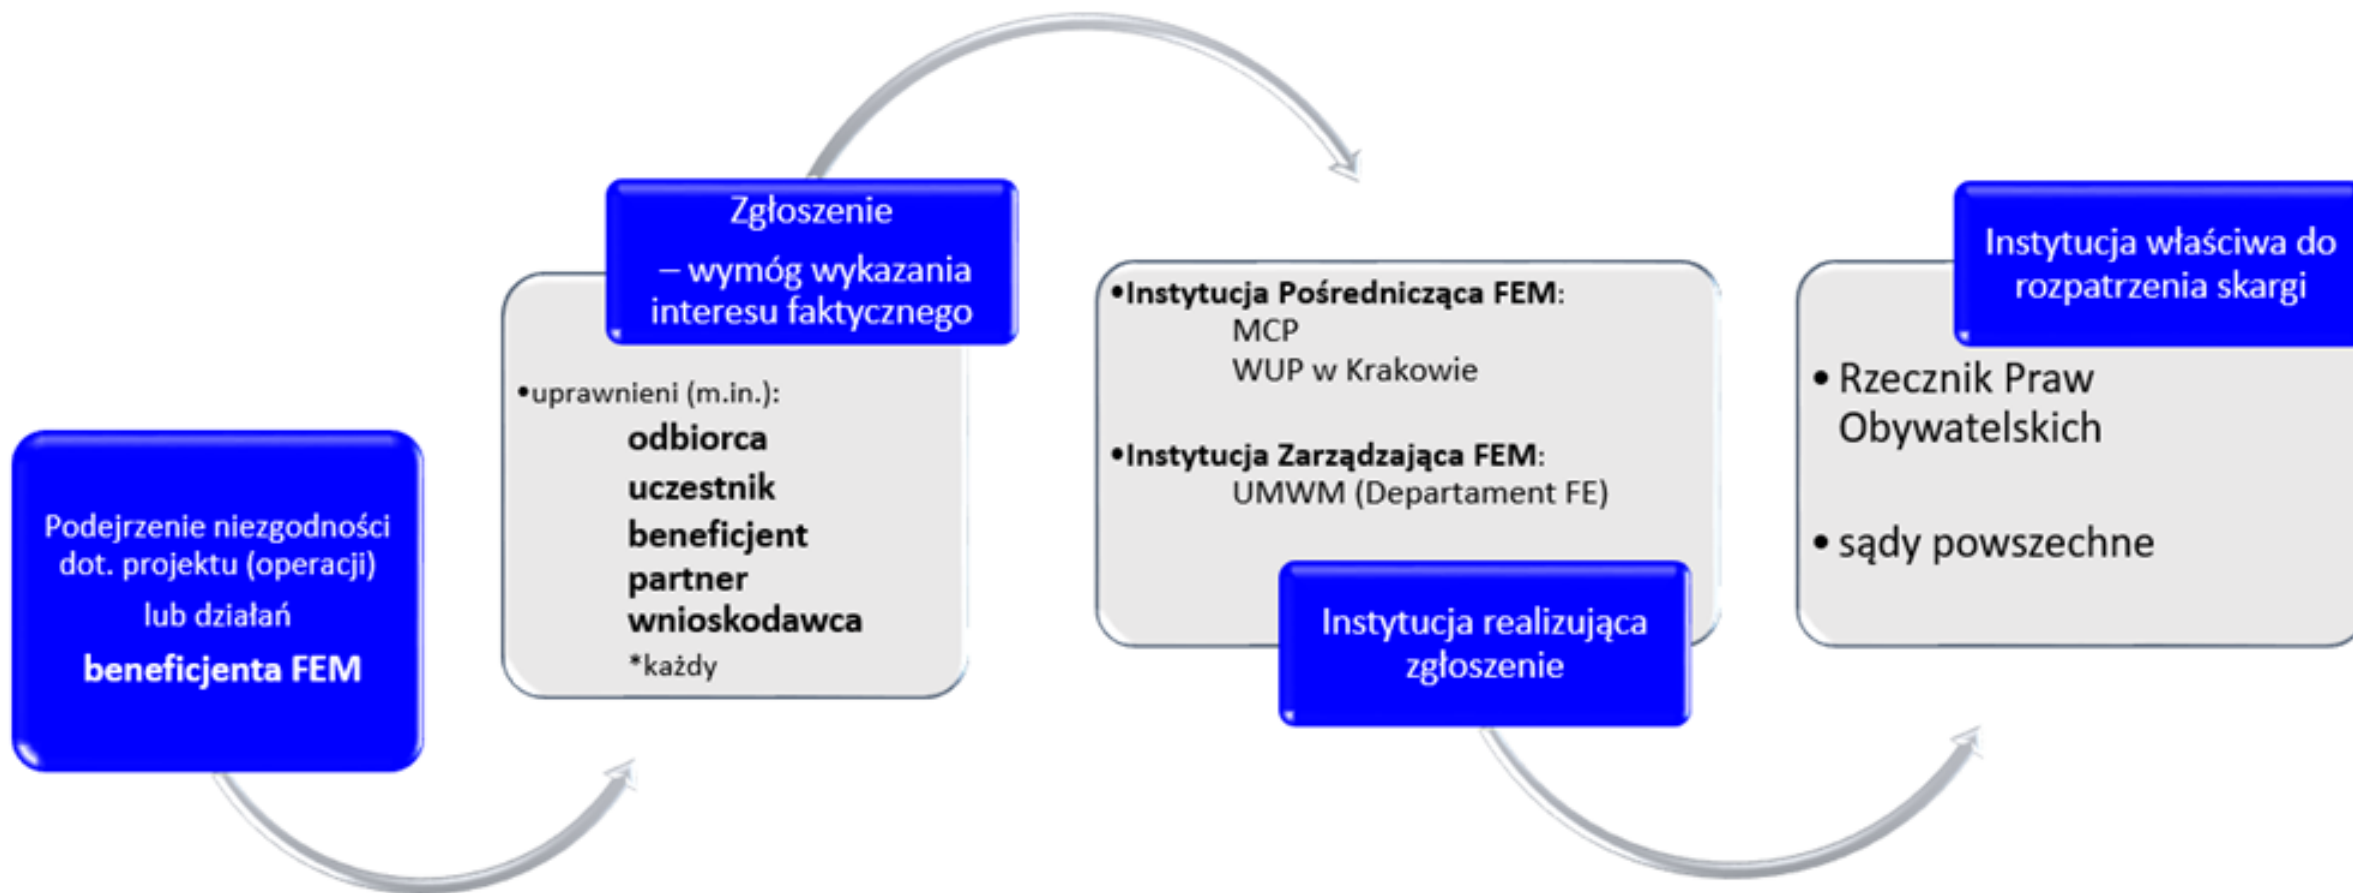 Podejrzenie niezgodności
dot. projektu (operacji)
lub działań
beneficjenta FEM
Zgłoszenie
– wymóg wykazania
interesu faktycznego
•uprawnieni (m.in.):
odbiorca
uczestnik
beneficjent
partner
wnioskodawca
*każdy
•Instytucja Pośrednicząca FEM:
MCP
WUP w Krakowie
•Instytucja Zarządzająca FEM:
UMWM (Departament FE)
Instytucja realizująca
zgłoszenie
Instytucja właściwa do
rozpatrzenia skargi
• Rzecznik Praw
Obywatelskich
• sądy powszechne